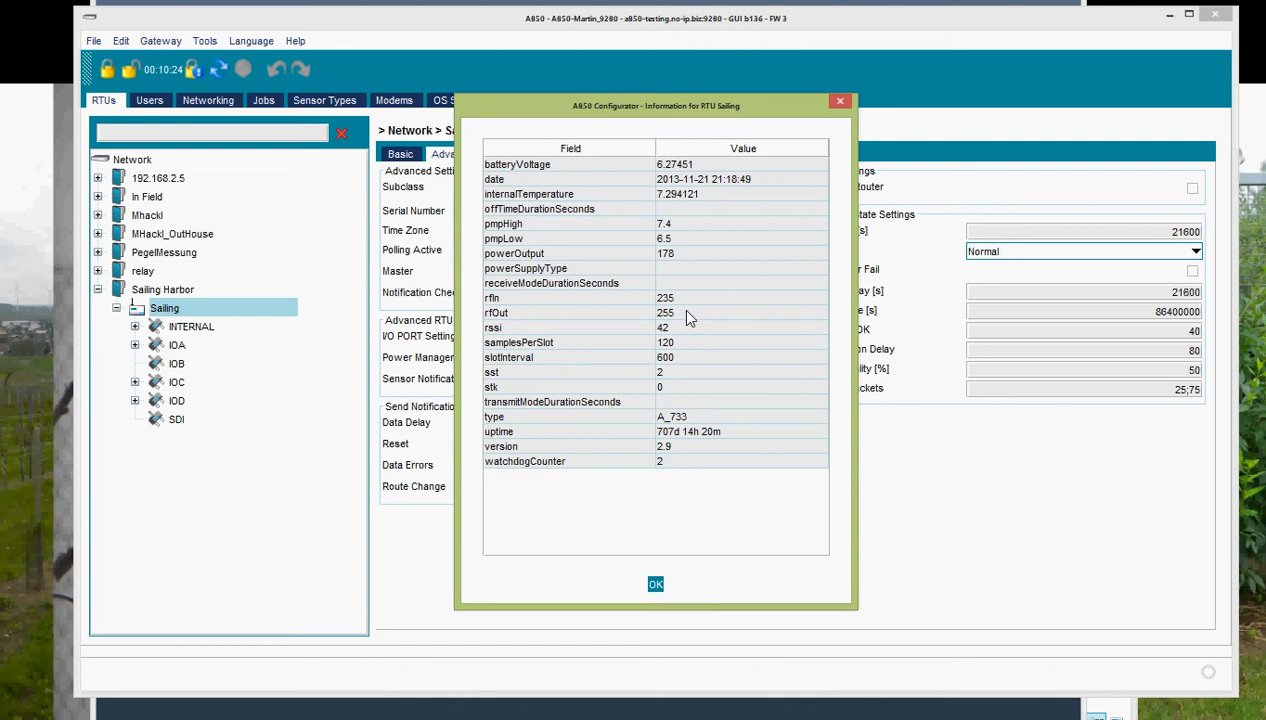 A850 - A850-Martin_9280 - a850-testing.no-ip.biz:9280 - GUI b136 - FW 3
File Edit Gateway Tools Language Help
00:10:24
RTUs Users Networking Jobs Sensor Types Modems OS S
Network
192.168.2.5
In Field
Mhackl
MHackl_OutHouse
PegelMessung
relay
Sailing Harbor
Sailing
INTERNAL
IOA
IOB
IOC
IOD
SDI
> Network > Sa
Basic Adva
Advanced Setti
Subclass
Serial Number
Time Zone
Polling Active
Master
Notification Chec
Advanced RTU
I/O PORT Setting
Power Managem
Sensor Notificat
Send Notificatio
Data Delay
Reset
Data Errors
Route Change
A850 Configurator - Information for RTU Sailing
Field Value
batteryVoltage 6.27451
date 2013-11-21 21:18:49
internalTemperature 7.294121
offTimeDurationSeconds
pmpHigh 7.4
pmpLow 6.5
powerOutput 178
powerSupplyType
receiveModeDurationSeconds
rfIn 235
rfOut 255
rssi 42
samplesPerSlot 120
slotInterval 600
sst 2
stk 0
transmitModeDurationSeconds
type A_733
uptime 707d 14h 20m
version 2.9
watchdogCounter 2
OK
ngs
Router
state Settings
[s] 21600
Normal
r Fail
lay [s] 21600
e [s] 86400000
OK 40
on Delay 80
lity [%] 50
ckets 25;75